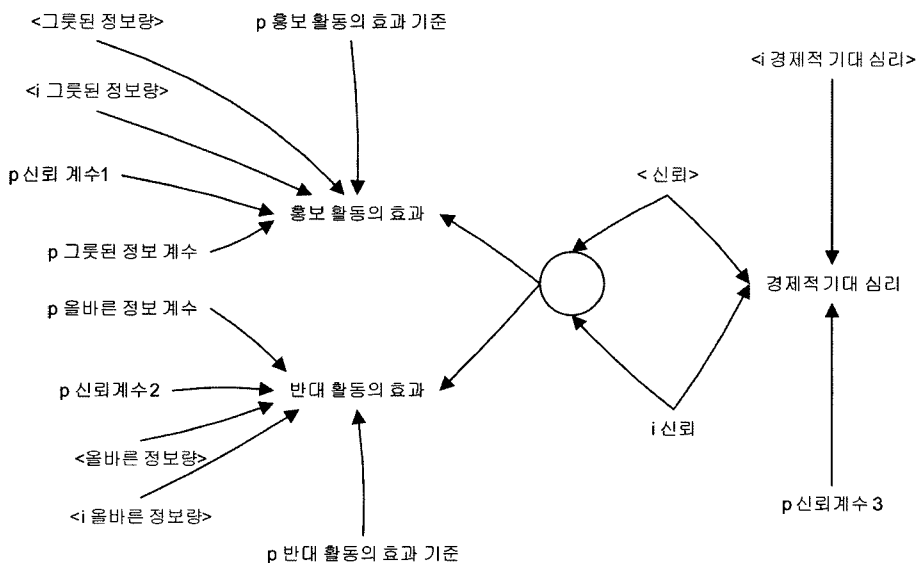 <그릇된 정보량>
p 홍보 활동의 효과 기준
<i 경제적 기대 심리>
<i 그릇된 정보량>
p 신뢰 계수1
<신뢰>
홍보 활동의 효과
p 그릇된 정보 계수
경제적기대 심리
p 올바른 정보 계수
p 신뢰계수2
반대 활동의 효과
i 신뢰
<올바른 정보량>
<i 올바른 정보량>
p 신뢰계수 3
p 반대 활동의 효과 기준